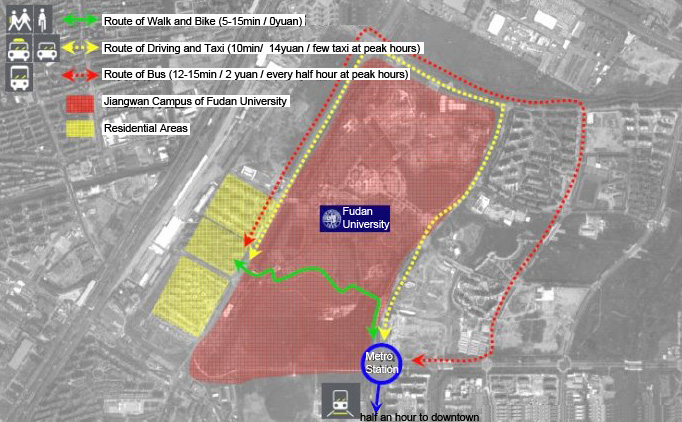 Route of Walk and Bike (5-15min / 0yuan)
Route of Driving and Taxi (10min/ 14yuan / few taxi at peak hours)
Route of Bus (12-15min / 2 yuan / every half hour at peak hours)
Jiangwan Campus of Fudan University
Residential Areas
Fudan
University
Metro
Station
half an hour to downtown